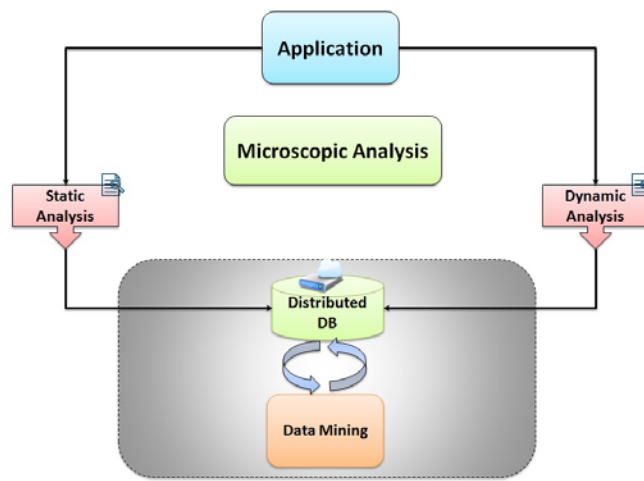 Application
Microscopic Analysis
Static
Analysis
Dynamic
Analysis
Distributed
DB
Data Mining